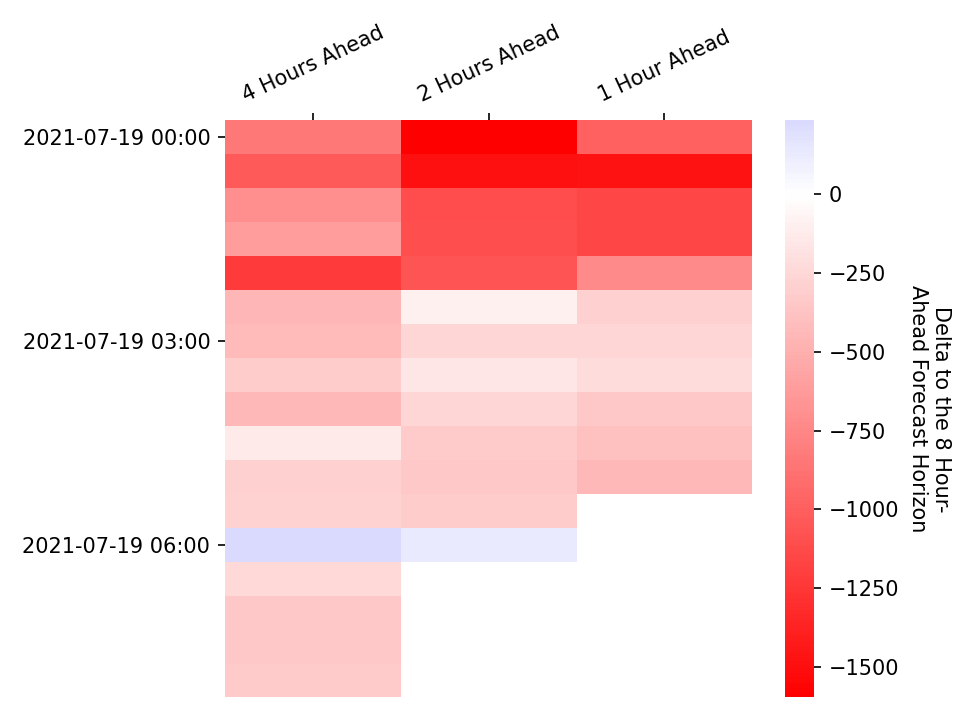 4 Hours Ahead
2 Hours Ahead
1 Hour Ahead
2021-07-19 00:00
2021-07-19 03:00
2021-07-19 06:00
0
−250
−500
−750
−1000
−1250
−1500
Delta to the 8 Hour-
Ahead Forecast Horizon